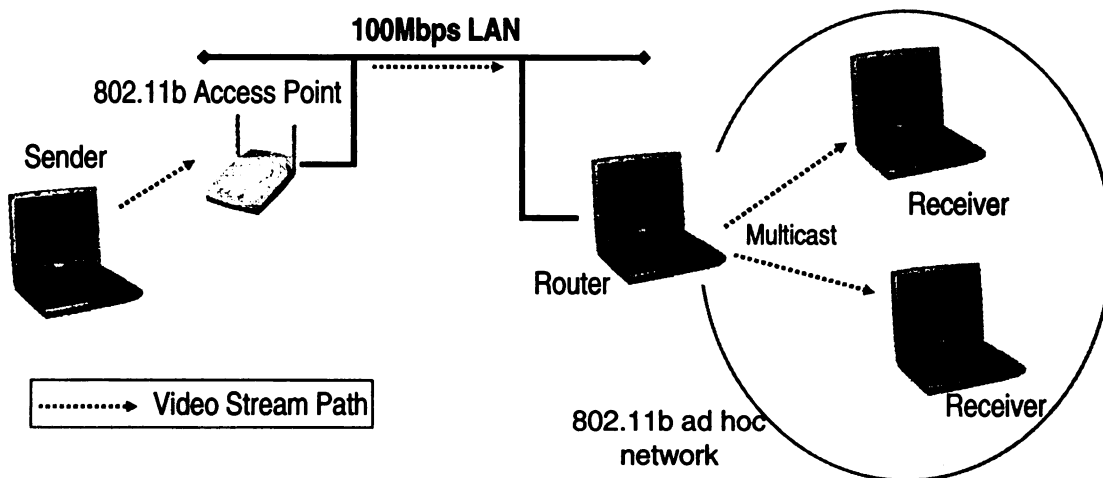 100Mbps LAN
802.11b Access Point
Sender
Receiver
Multicast
Router
Video Stream Path
802.11b ad hoc
network
Receiver